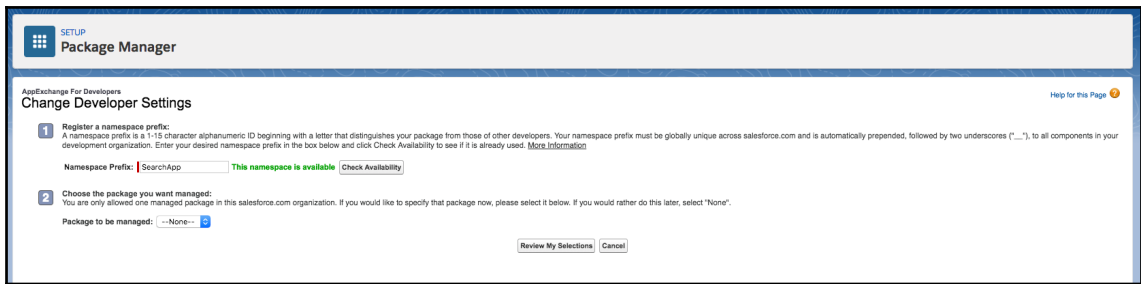 SETUP
Package Manager
AppExchange For Developers
Change Developer Settings
Help for this Page ?
1 Register a namespace prefix:
A namespace prefix is a 1-15 character alphanumeric ID beginning with a letter that distinguishes your package from those of other developers. Your namespace prefix must be globally unique across salesforce.com and is automatically prepended, followed by two underscores ("__"), to all components in your
development organization. Enter your desired namespace prefix in the box below and click Check Availability to see if it is already used. More Information
Namespace Prefix: SearchApp This namespace is available Check Availability
2 Choose the package you want managed:
You are only allowed one managed package in this salesforce.com organization. If you would like to specify that package now, please select it below. If you would rather do this later, select "None".
Package to be managed: --None--
Review My Selections Cancel